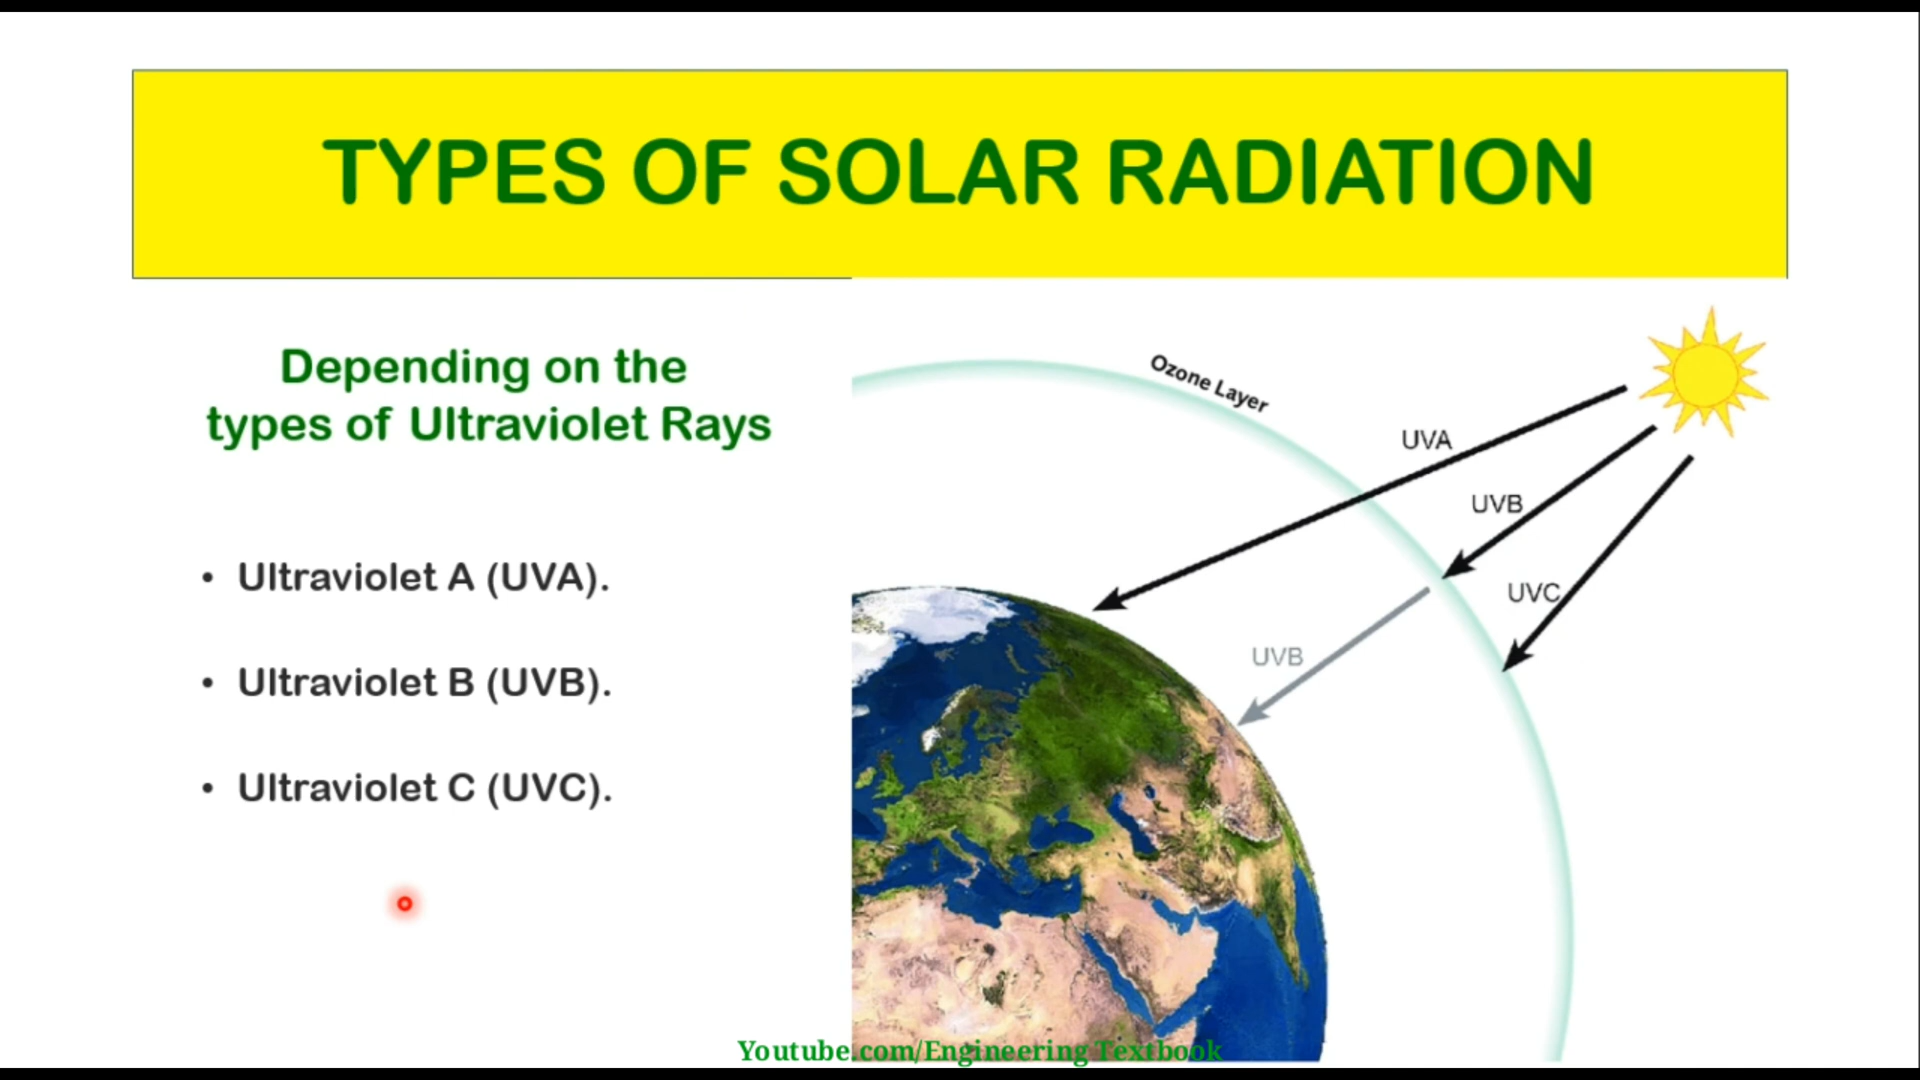 TYPES OF SOLAR RADIATION
Depending on the
types of Ultraviolet Rays
• Ultraviolet A (UVA).
• Ultraviolet B (UVB).
• Ultraviolet C (UVC).
Ozone Layer
UVA
UVB
UVC
UVB
Youtube.com/Engineering Textbook